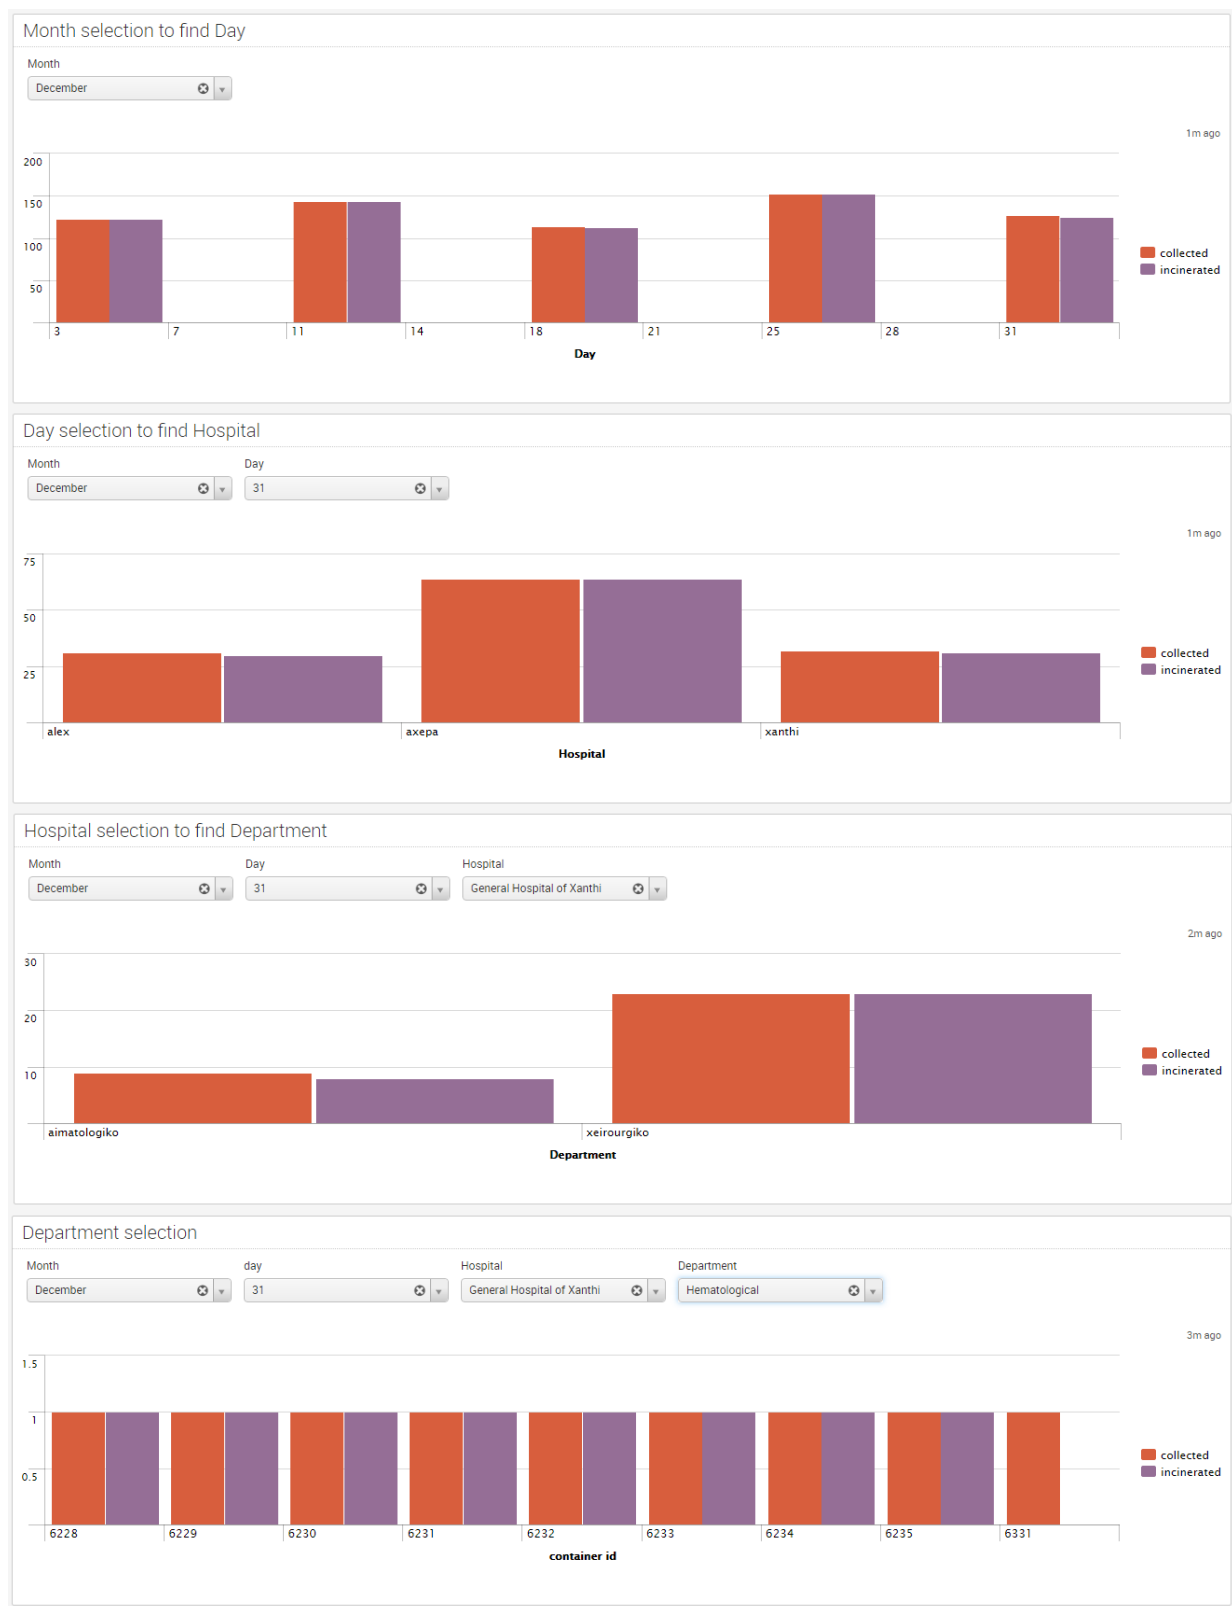 Month selection to find Day
Month
December
1m ago
200
150
100
50
collected
incinerated
3 7 11 14 18 21 25 28 31
Day
Day selection to find Hospital
Month Day
December 31
1m ago
75
50
25
collected
incinerated
alex axepa xanthi
Hospital
Hospital selection to find Department
Month Day Hospital
December 31 General Hospital of Xanthi
2m ago
30
20
10
collected
incinerated
aimatologiko xeirourgiko
Department
Department selection
Month day Hospital Department
December 31 General Hospital of Xanthi Hematological
3m ago
1.5
1
0.5
collected
incinerated
6228 6229 6230 6231 6232 6233 6234 6235 6331
container id